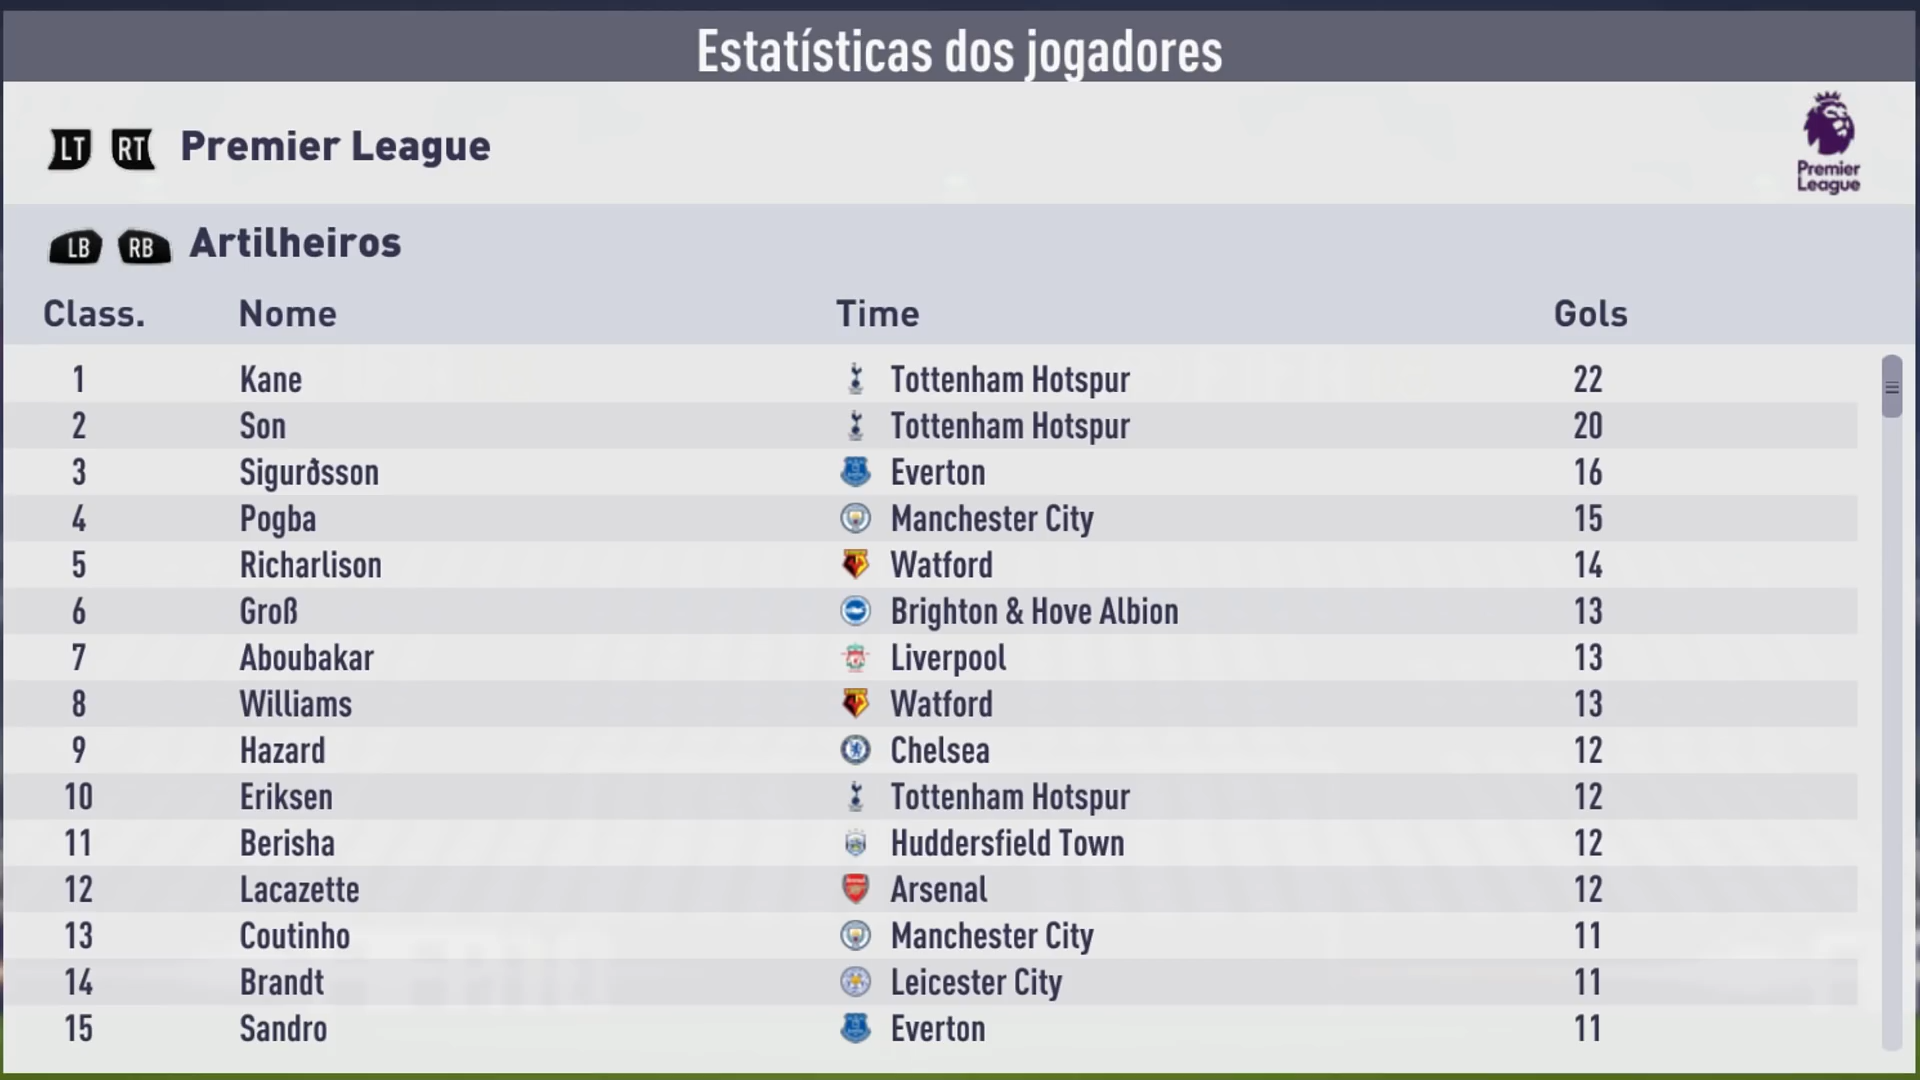 Estatísticas dos jogadores
LT RT Premier League
Premier
League
LB RB Artilheiros
Class. Nome Time Gols
1 Kane Tottenham Hotspur 22
2 Son Tottenham Hotspur 20
3 Sigurðsson Everton 16
4 Pogba Manchester City 15
5 Richarlison Watford 14
6 Groß Brighton & Hove Albion 13
7 Aboubakar Liverpool 13
8 Williams Watford 13
9 Hazard Chelsea 12
10 Eriksen Tottenham Hotspur 12
11 Berisha Huddersfield Town 12
12 Lacazette Arsenal 12
13 Coutinho Manchester City 11
14 Brandt Leicester City 11
15 Sandro Everton 11